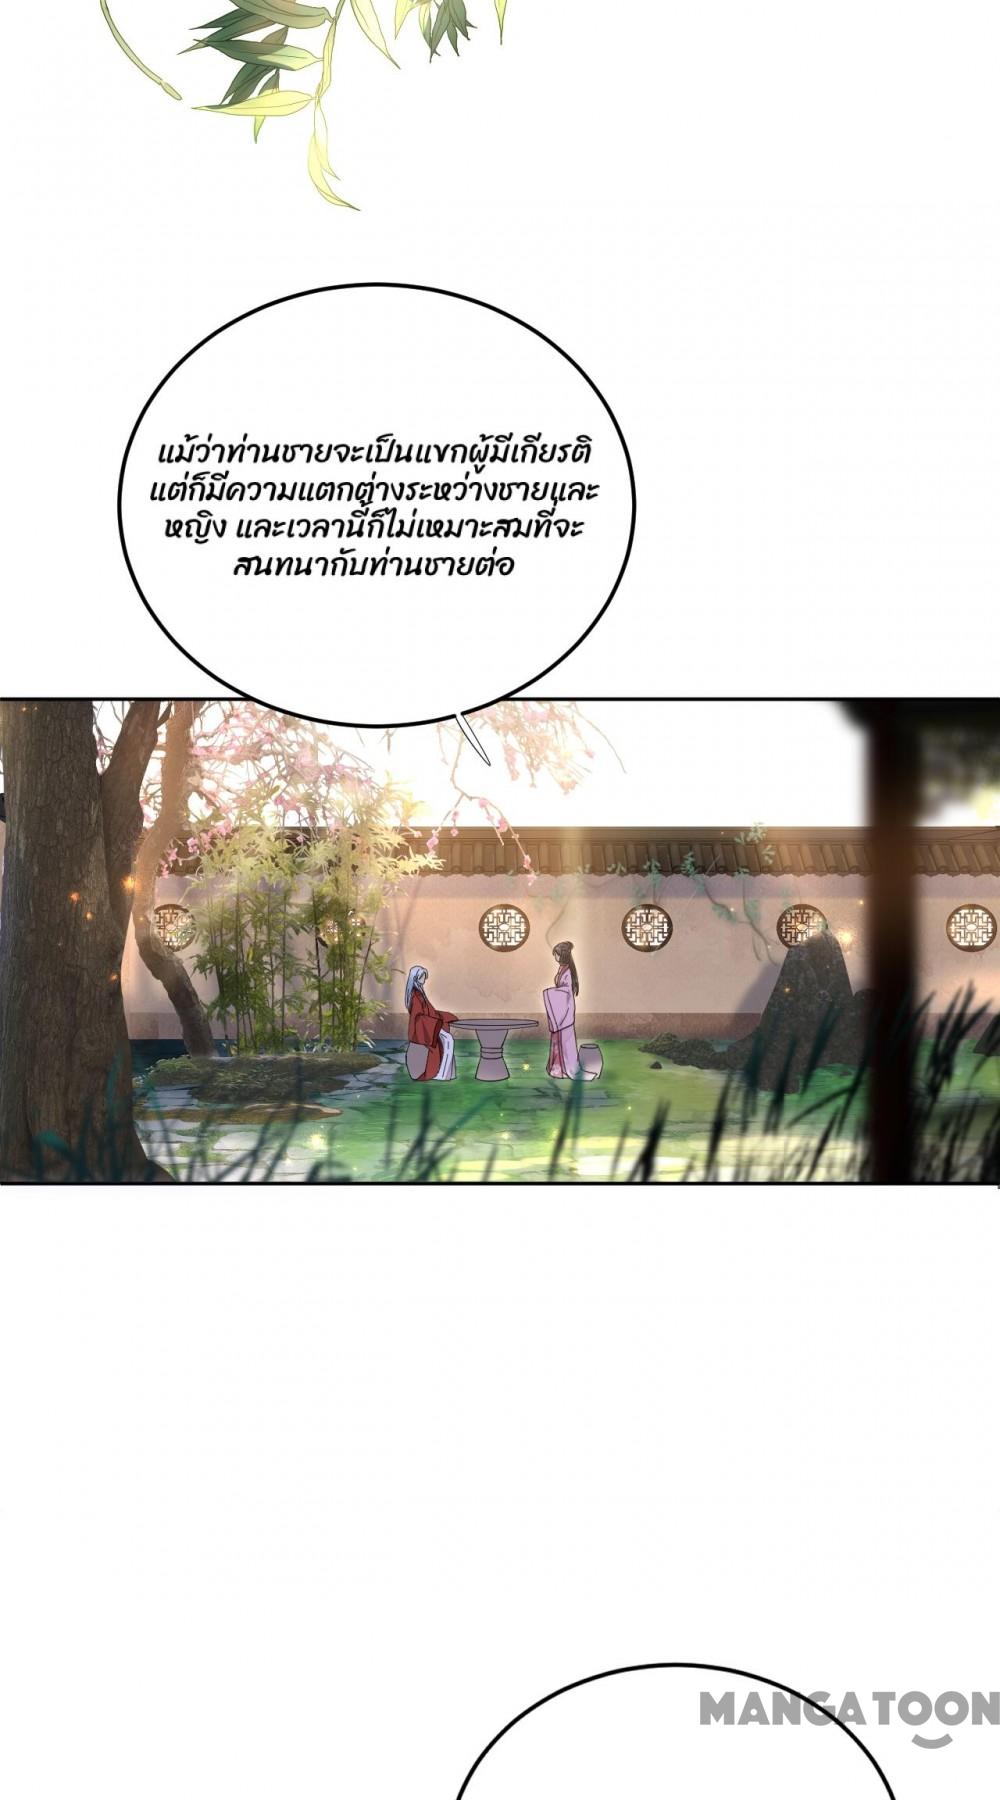 แม้ว่าท่านชายจะเป็นแขกผู้มีเกียรติ
แต่ก็มีความแตกต่างระหว่างชายและ
หญิง และเวลานี้ก็ไม่เหมาะสมที่จะ
สนทนากับท่านชายต่อ
MANGATOON